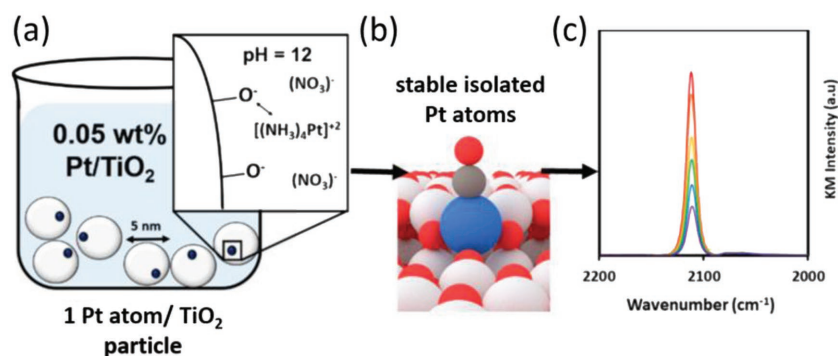 (a)
pH = 12
O⁻
(NO₃)⁻
[(NH₃)₄Pt]⁺²
O⁻
(NO₃)⁻
0.05 wt%
Pt/TiO₂
5 nm
1 Pt atom/ TiO₂
particle
(b)
stable isolated
Pt atoms
(c)
KM Intensity (a.u)
2200
2100
2000
Wavenumber (cm⁻¹)